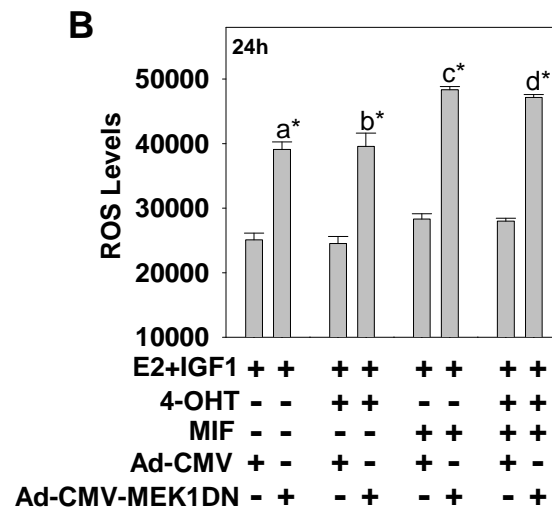 B
24h
50000
40000
30000
20000
10000
ROS Levels
a*
b*
c*
d*
E2+IGF1 + + + + + + + +
4-OHT - - + + - - + +
MIF - - - - + + + +
Ad-CMV + - + - + - + -
Ad-CMV-MEK1DN - + - + - + - +